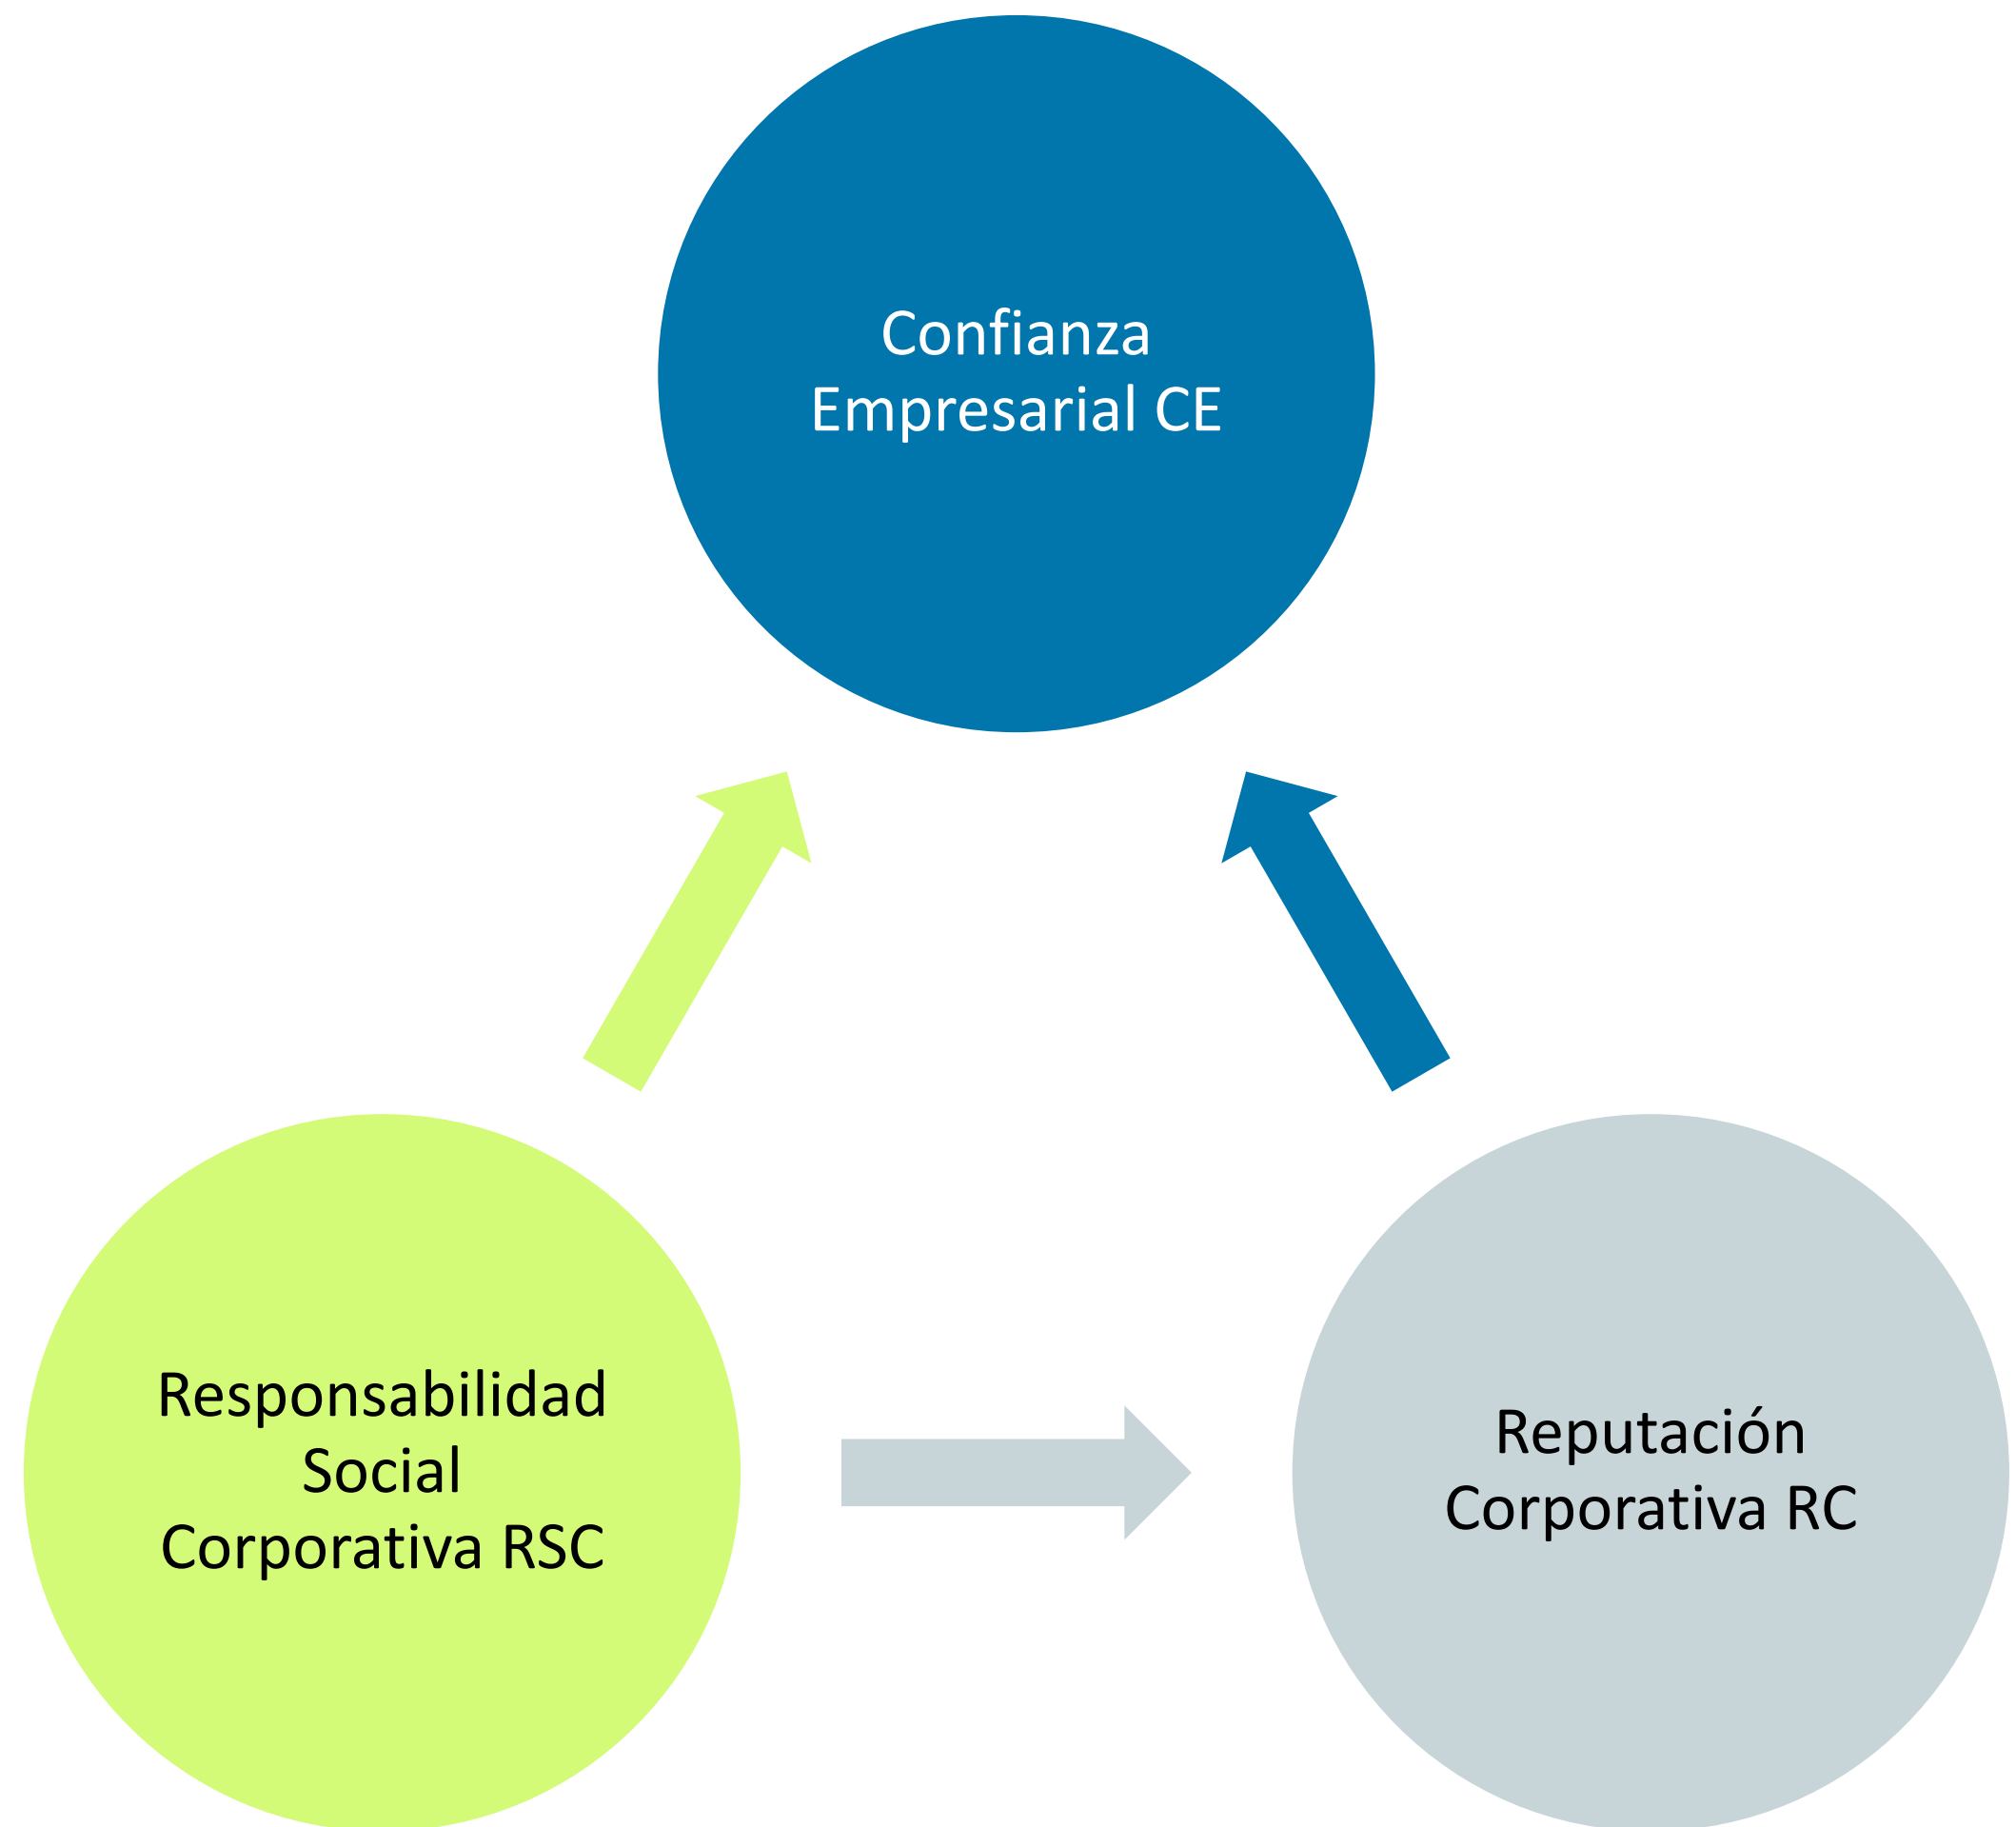 Confianza
Empresarial CE
Responsabilidad
Social
Corporativa RSC
Reputación
Corporativa RC